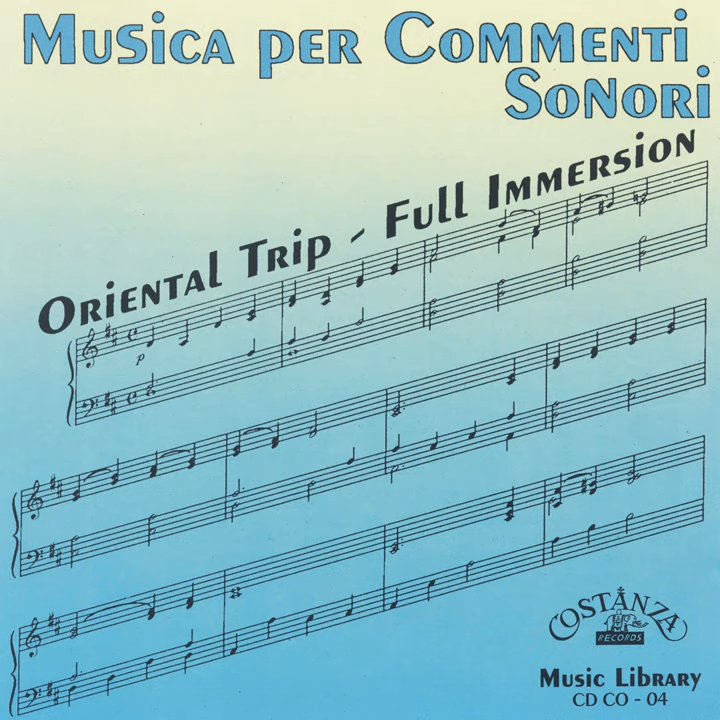 Musica per Commenti
Sonori
Oriental Trip - Full Immersion
p
COSTANZA
RECORDS
Music Library
CD CO - 04